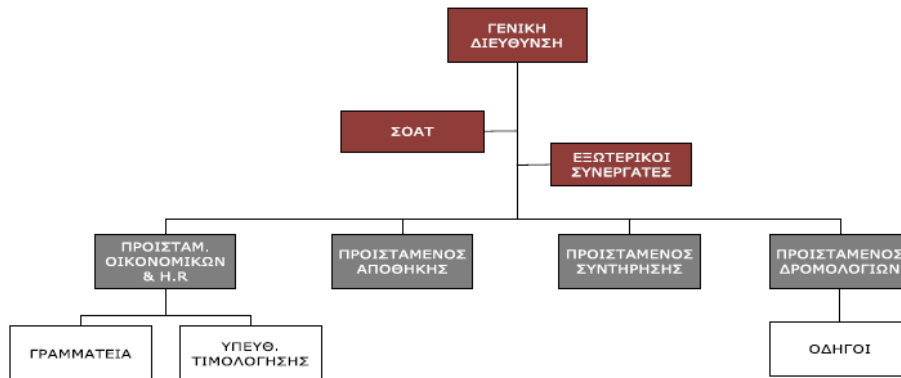 ΓΕΝΙΚΗ
ΔΙΕΥΘΥΝΣΗ
ΣΟΑΤ
ΕΞΩΤΕΡΙΚΟΙ
ΣΥΝΕΡΓΑΤΕΣ
ΠΡΟΙΣΤΑΜ.
ΟΙΚΟΝΟΜΙΚΩΝ
& H.R
ΠΡΟΙΣΤΑΜΕΝΟΣ
ΑΠΟΘΗΚΗΣ
ΠΡΟΙΣΤΑΜΕΝΟΣ
ΣΥΝΤΗΡΗΣΗΣ
ΠΡΟΙΣΤΑΜΕΝΟΣ
ΔΡΟΜΟΛΟΓΙΩΝ
ΓΡΑΜΜΑΤΕΙΑ
ΥΠΕΥΘ.
ΤΙΜΟΛΟΓΗΣΗΣ
ΟΔΗΓΟΙ